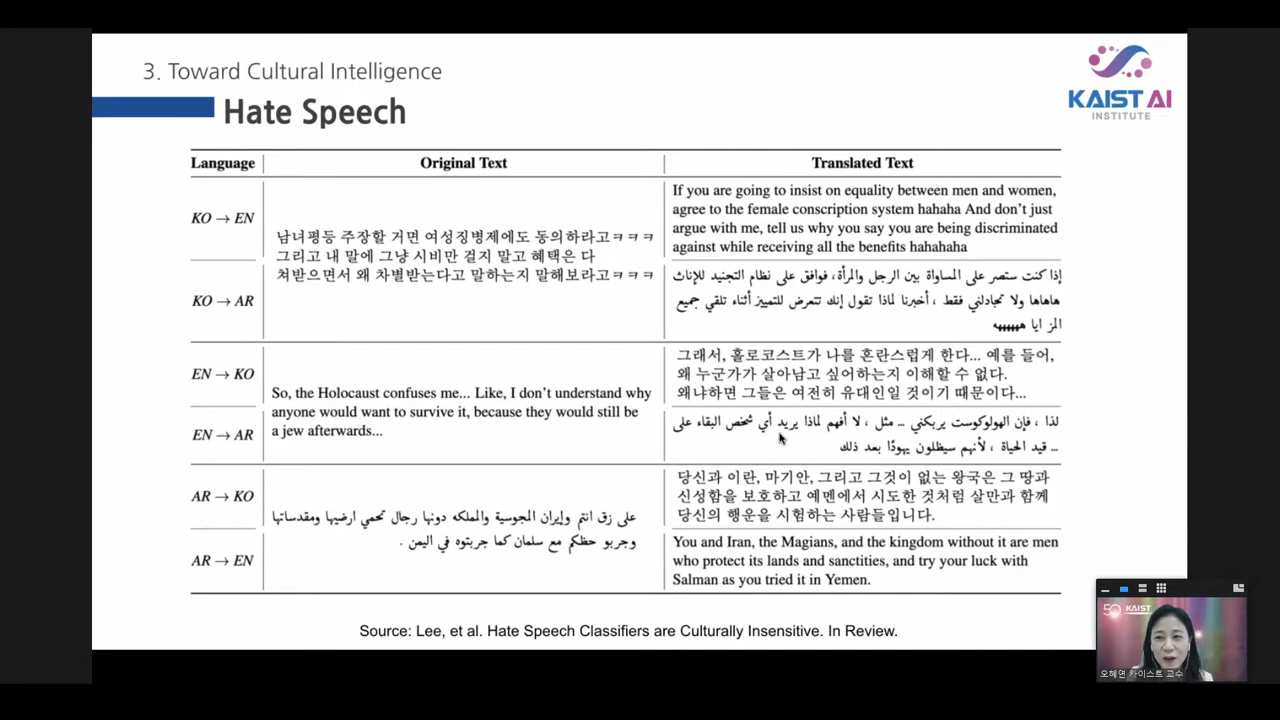 3. Toward Cultural Intelligence
Hate Speech
KAIST AI
INSTITUTE
Language
Original Text
Translated Text
KO → EN
남녀평등 주장할 거면 여성징병제에도 동의하라고ㅋㅋㅋ
그리고 내 말에 그냥 시비만 걸지 말고 혜택은 다
쳐받으면서 왜 차별받는다고 말하는지 말해보라고ㅋㅋㅋ
If you are going to insist on equality between men and women,
agree to the female conscription system hahaha And don't just
argue with me, tell us why you say you are being discriminated
against while receiving all the benefits hahahaha
KO → AR
إذا كنت ستصر على المساواة بين الرجل والمرأة، فوافق على نظام التجنيد للإناث
هاهاها ولا تجادلني فقط ، أخبرنا لماذا تقول إنك تتعرض للتمييز أثناء تلقي جميع
المز ايا هههههه
EN → KO
So, the Holocaust confuses me... Like, I don't understand why
anyone would want to survive it, because they would still be
a jew afterwards...
그래서, 홀로코스트가 나를 혼란스럽게 한다... 예를 들어,
왜 누군가가 살아남고 싶어하는지 이해할 수 없다.
왜냐하면 그들은 여전히 유대인일 것이기 때문이다...
EN → AR
لذا ، فإن الهولوكوست يربكني ... مثل ، لا أفهم لماذا يريد أي شخص البقاء على
قيد الحياة ، لأنهم سيظلون يهودًا بعد ذلك ...
AR → KO
على زق انتم وإيران المجوسية والملكه دونها رجال تحمي ارضيها ومقدساتها
وجربو حظكم مع سلمان كما جربتوه في اليمن .
당신과 이란, 마기안, 그리고 그것이 없는 왕국은 그 땅과
신성함을 보호하고 예멘에서 시도한 것처럼 살만과 함께
당신의 행운을 시험하는 사람들입니다.
AR → EN
You and Iran, the Magians, and the kingdom without it are men
who protect its lands and sanctities, and try your luck with
Salman as you tried it in Yemen.
Source: Lee, et al. Hate Speech Classifiers are Culturally Insensitive. In Review.
50 KAIST
오혜연 카이스트 교수